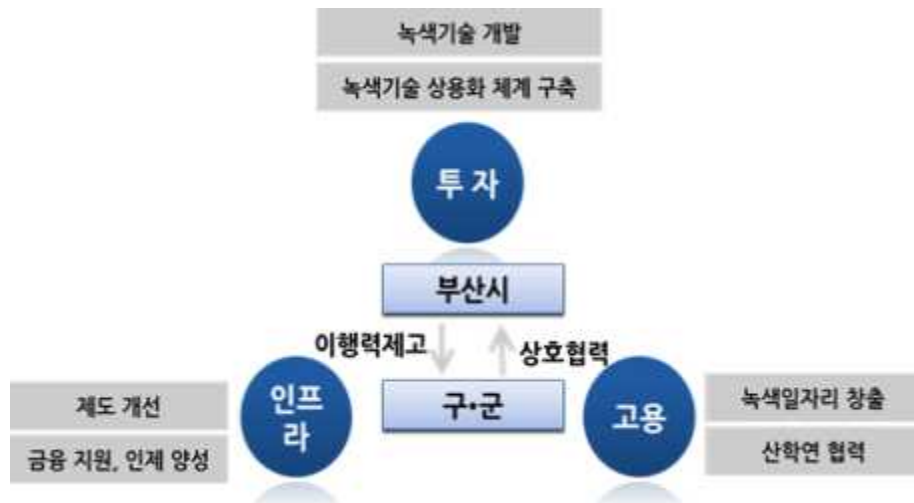 녹색기술 개발
녹색기술 상용화 체계 구축
투 자
부산시
이행력제고
상호협력
제도 개선
금융 지원, 인제 양성
인프
라
구·군
고용
녹색일자리 창출
산학연 협력